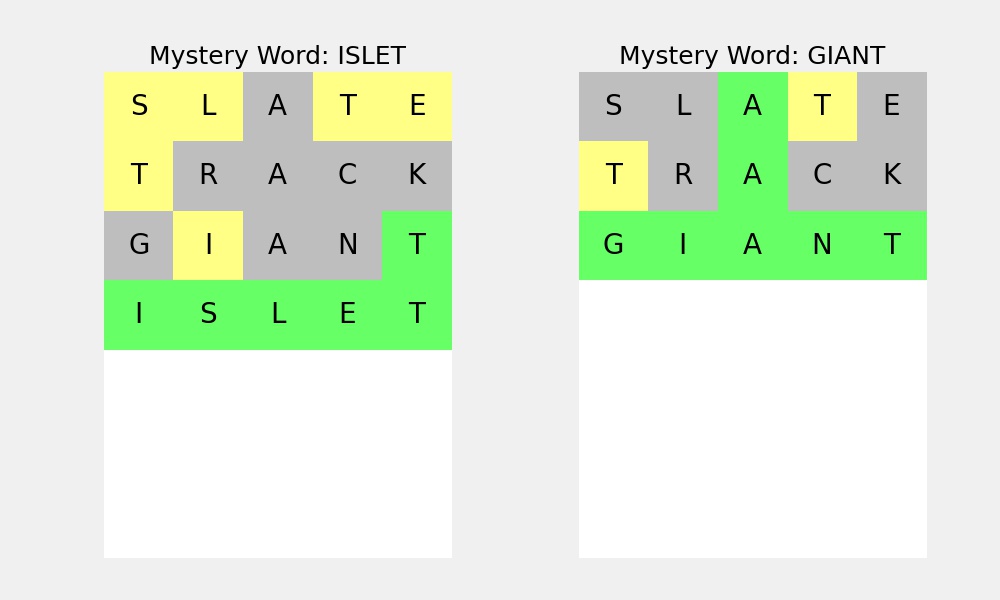 Mystery Word: ISLET
S L A T E
T R A C K
G I A N T
I S L E T
Mystery Word: GIANT
S L A T E
T R A C K
G I A N T